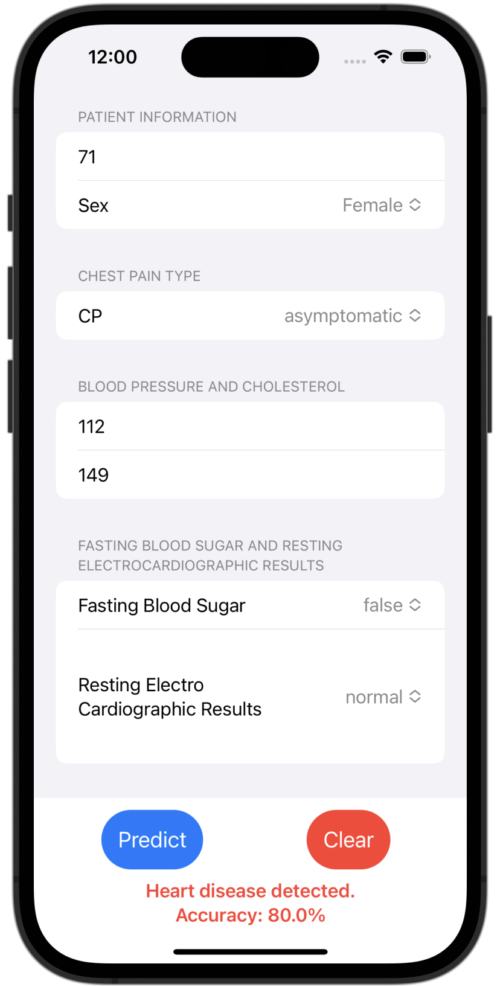 12:00
PATIENT INFORMATION
71
Sex Female
CHEST PAIN TYPE
CP asymptomatic
BLOOD PRESSURE AND CHOLESTEROL
112
149
FASTING BLOOD SUGAR AND RESTING
ELECTROCARDIOGRAPHIC RESULTS
Fasting Blood Sugar false
Resting Electro
Cardiographic Results normal
Predict Clear
Heart disease detected.
Accuracy: 80.0%